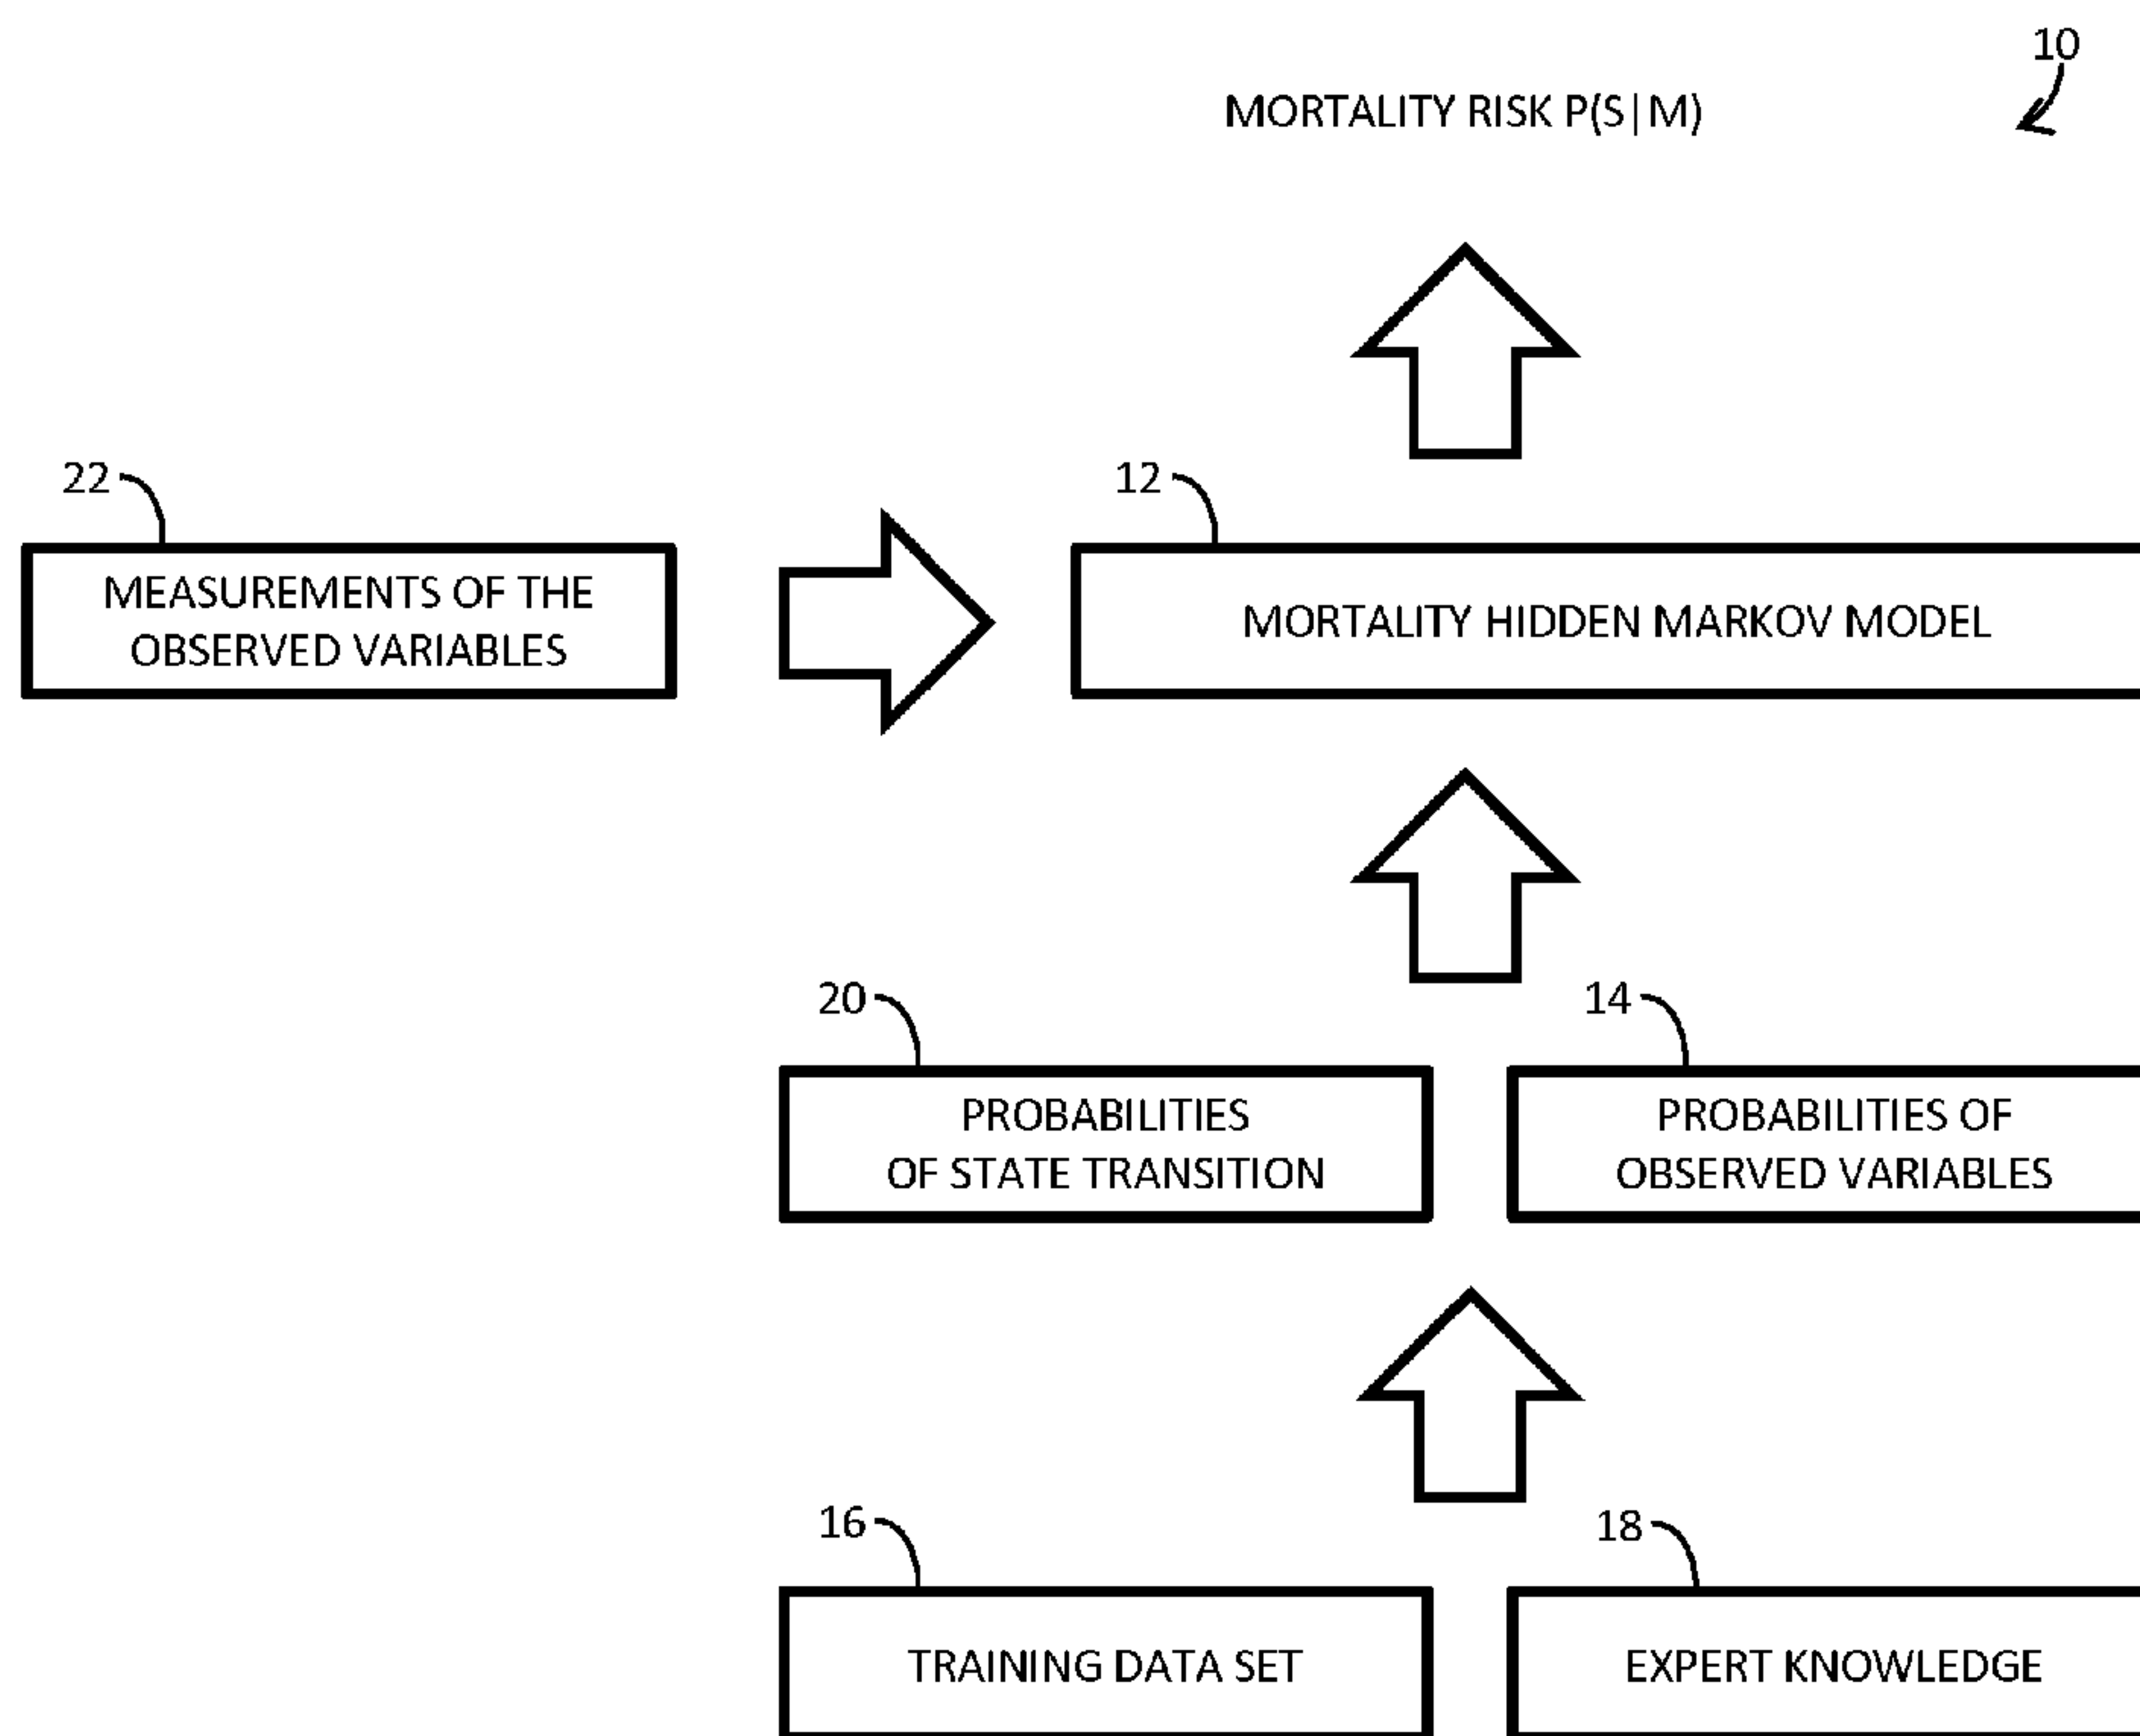 10
MORTALITY RISK P(S|M)
22
12
MEASUREMENTS OF THE
OBSERVED VARIABLES
MORTALITY HIDDEN MARKOV MODEL
20
14
PROBABILITIES
OF STATE TRANSITION
PROBABILITIES OF
OBSERVED VARIABLES
16
18
TRAINING DATA SET
EXPERT KNOWLEDGE